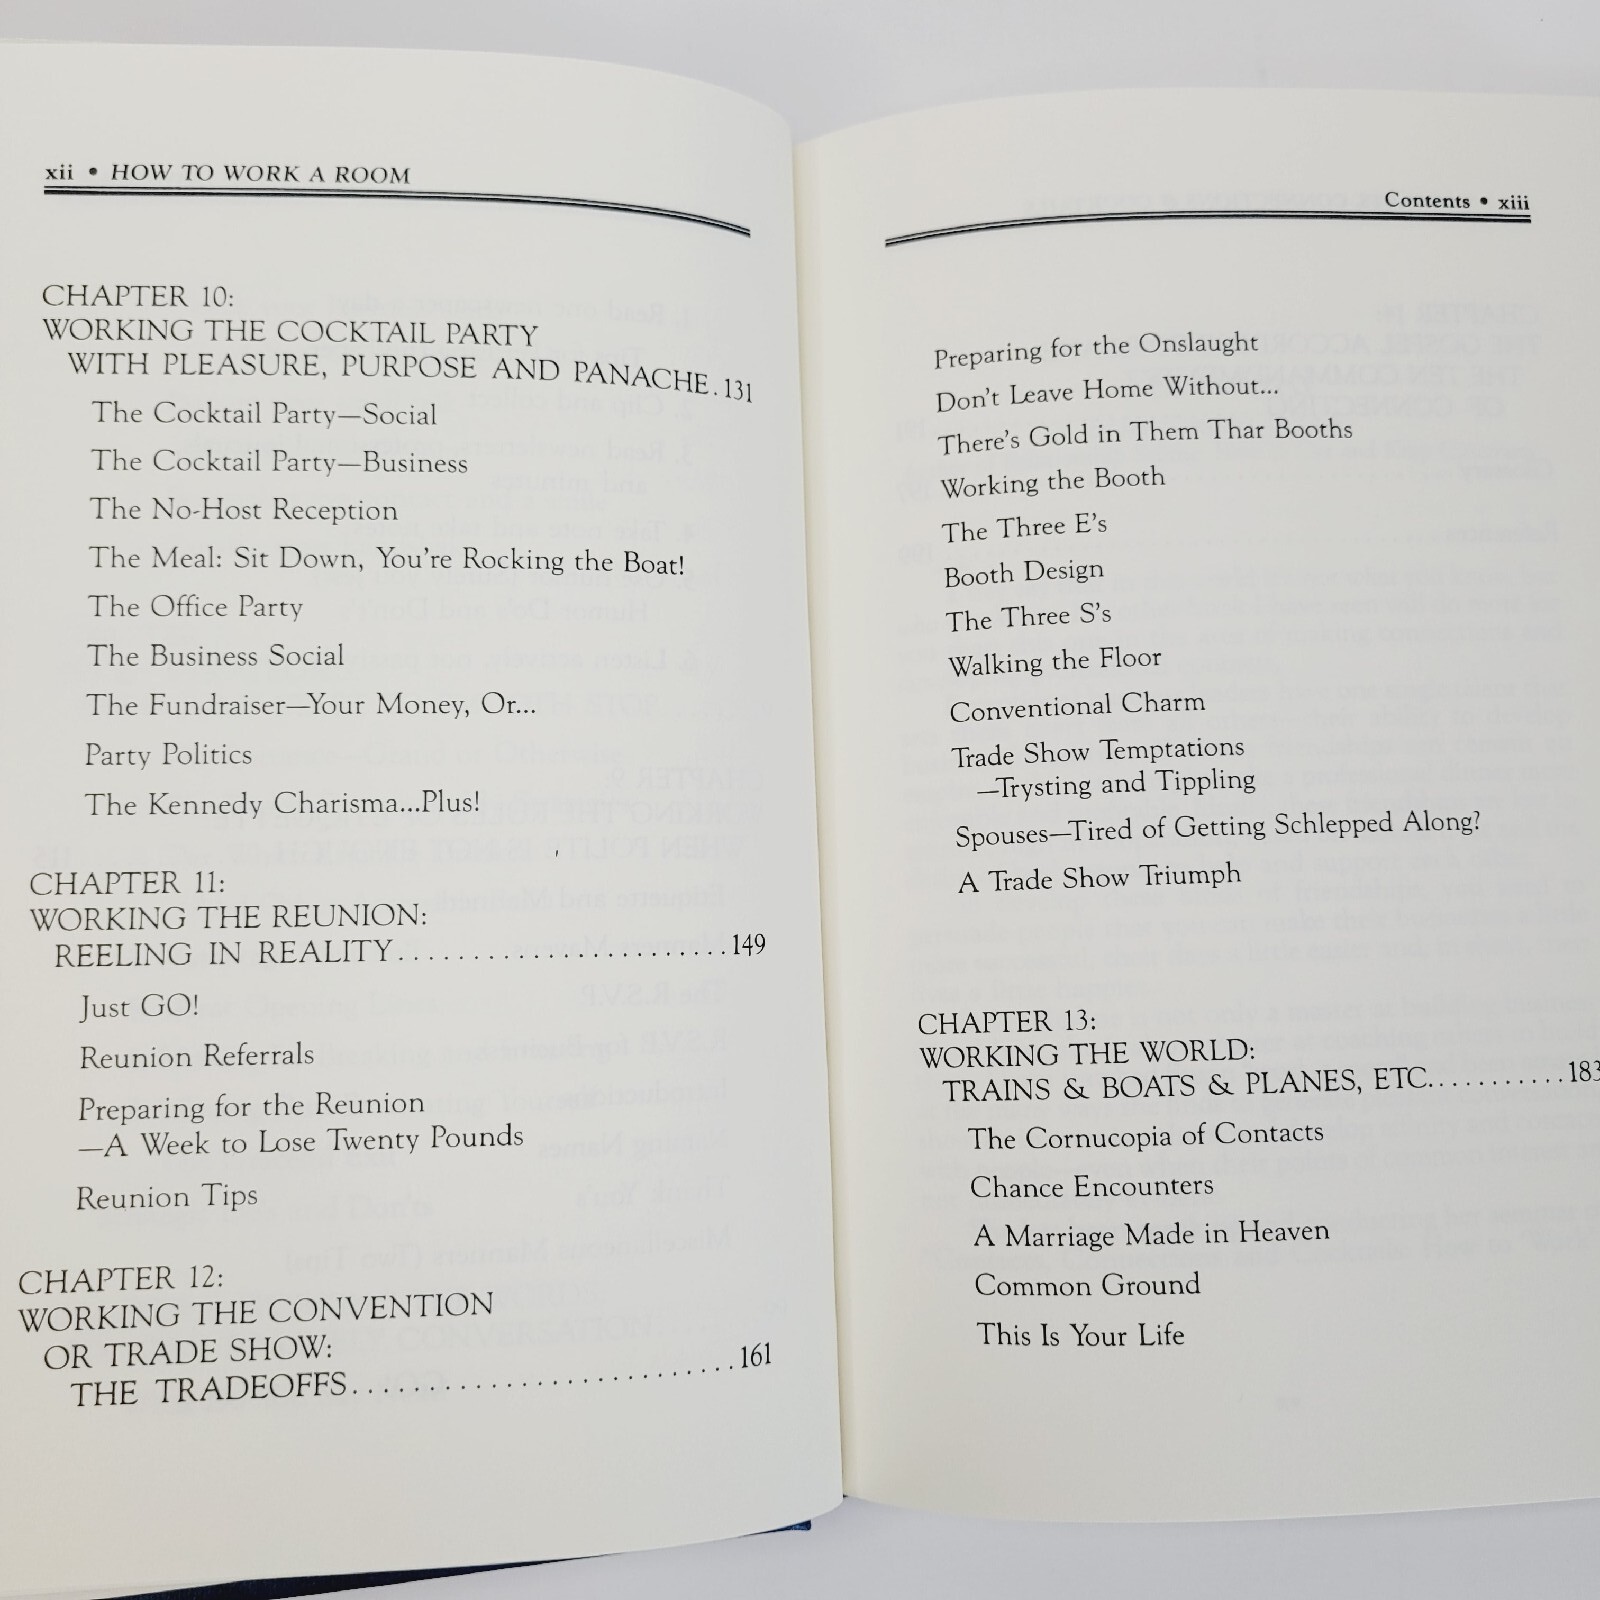 xii • HOW TO WORK A ROOM
CHAPTER 10:
WORKING THE COCKTAIL PARTY
WITH PLEASURE, PURPOSE AND PANACHE.131
The Cocktail Party—Social
The Cocktail Party—Business
The No-Host Reception
The Meal: Sit Down, You're Rocking the Boat!
The Office Party
The Business Social
The Fundraiser—Your Money, Or...
Party Politics
The Kennedy Charisma...Plus!
CHAPTER 11:
WORKING THE REUNION:
REELING IN REALITY.......................149
Just GO!
Reunion Referrals
Preparing for the Reunion
—A Week to Lose Twenty Pounds
Reunion Tips
CHAPTER 12:
WORKING THE CONVENTION
OR TRADE SHOW:
THE TRADEOFFS..........................161
Contents • xiii
Preparing for the Onslaught
Don't Leave Home Without...
There's Gold in Them Thar Booths
Working the Booth
The Three E's
Booth Design
The Three S's
Walking the Floor
Conventional Charm
Trade Show Temptations
—Trysting and Tippling
Spouses—Tired of Getting Schlepped Along?
A Trade Show Triumph
CHAPTER 13:
WORKING THE WORLD:
TRAINS & BOATS & PLANES, ETC...........183
The Cornucopia of Contacts
Chance Encounters
A Marriage Made in Heaven
Common Ground
This Is Your Life